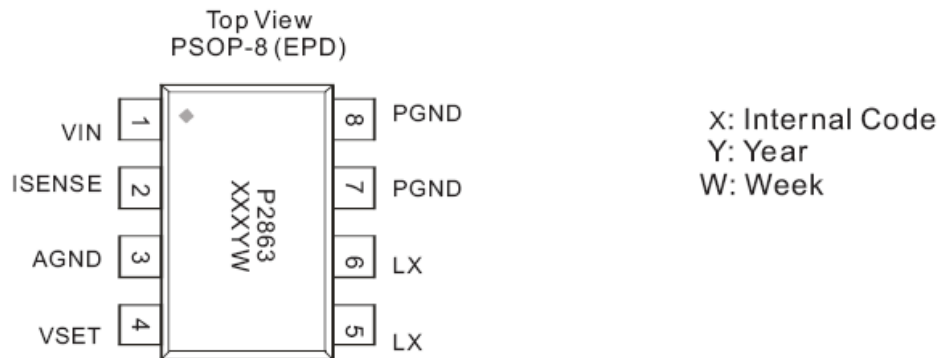 Top View
PSOP-8 (EPD)
VIN 1 8 PGND
ISENSE 2 7 PGND
AGND 3 6 LX
VSET 4 5 LX
P2863
XXXYW
X: Internal Code
Y: Year
W: Week